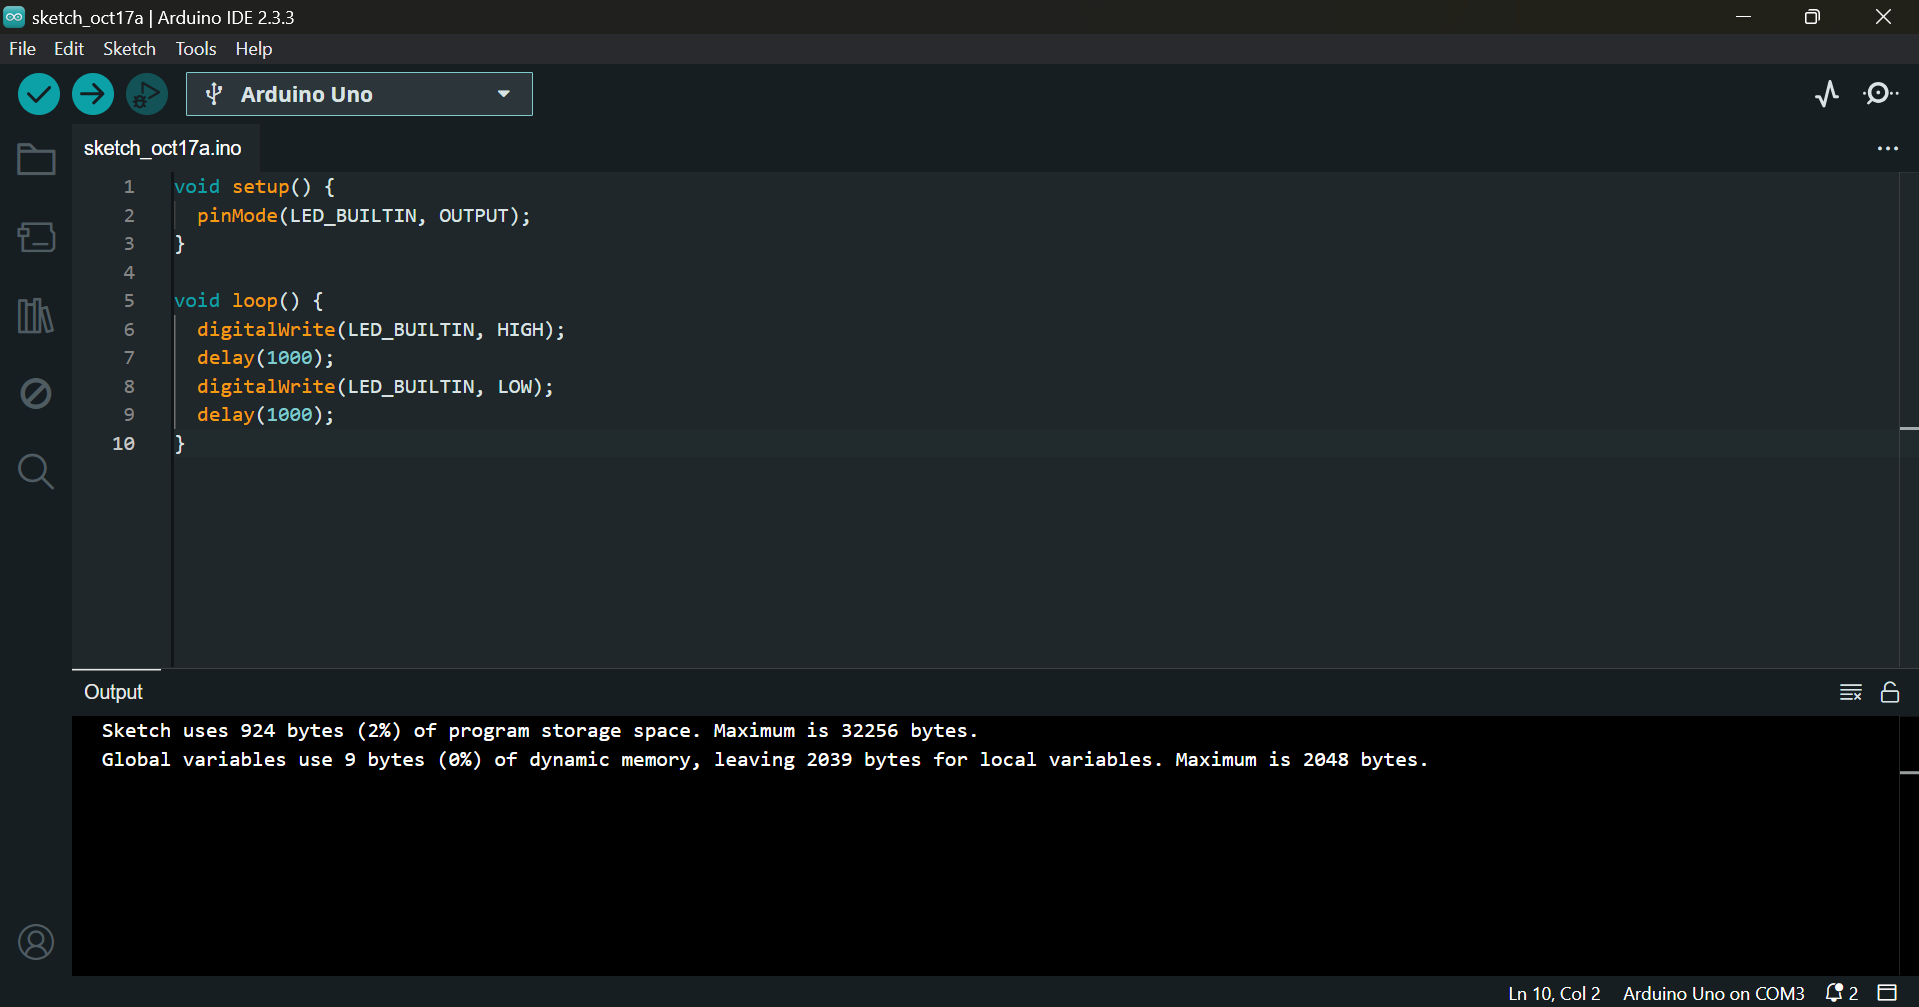 sketch_oct17a | Arduino IDE 2.3.3
File Edit Sketch Tools Help
Arduino Uno
sketch_oct17a.ino
1 void setup() {
2   pinMode(LED_BUILTIN, OUTPUT);
3 }
4
5 void loop() {
6   digitalWrite(LED_BUILTIN, HIGH);
7   delay(1000);
8   digitalWrite(LED_BUILTIN, LOW);
9   delay(1000);
10 }
Output
Sketch uses 924 bytes (2%) of program storage space. Maximum is 32256 bytes.
Global variables use 9 bytes (0%) of dynamic memory, leaving 2039 bytes for local variables. Maximum is 2048 bytes.
Ln 10, Col 2 Arduino Uno on COM3 2